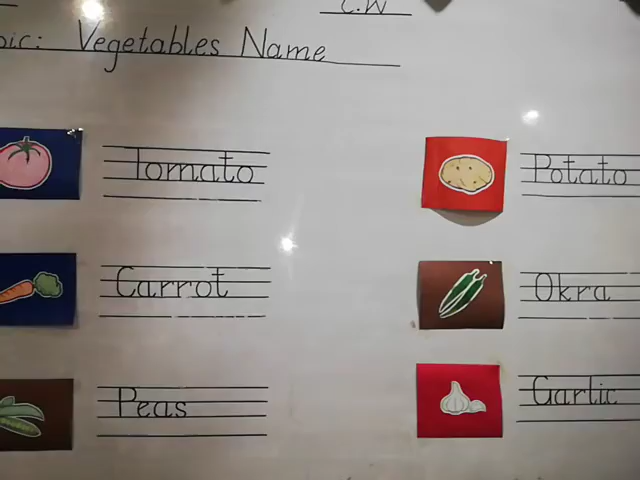 C.W
pic: Vegetables Name
Tomato
Potato
Carrot
Okra
Peas
Garlic